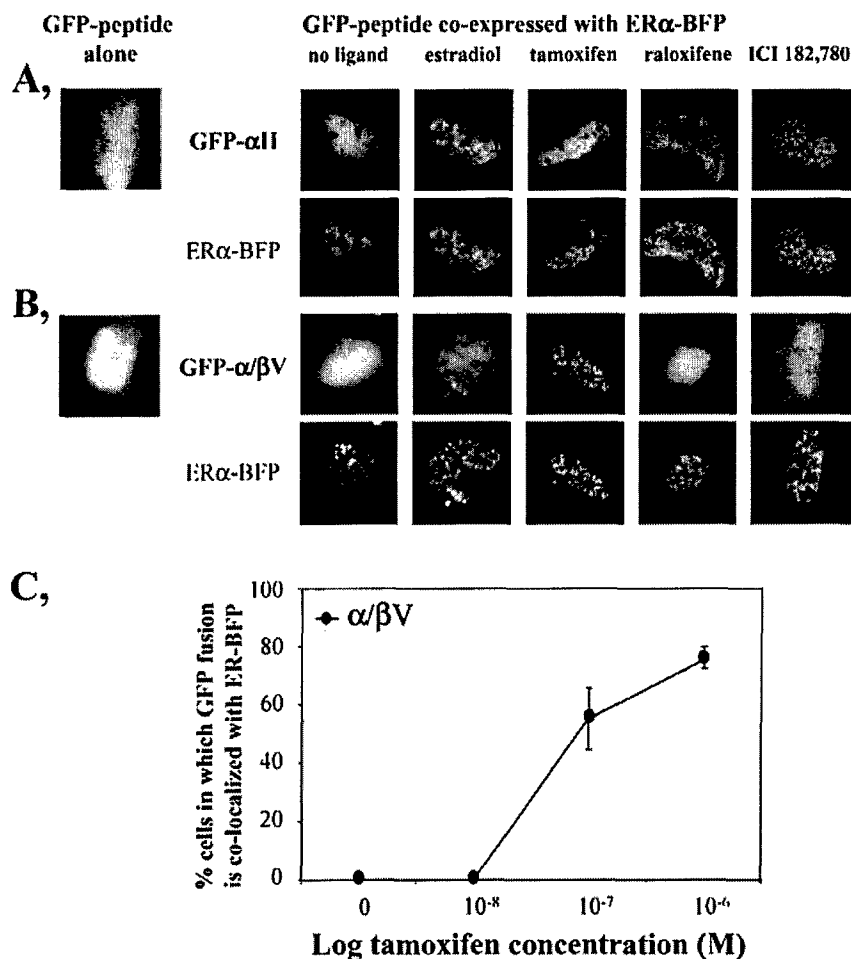 GFP-peptide alone
GFP-peptide co-expressed with ERα-BFP
no ligand estradiol tamoxifen raloxifene ICI 182,780
A,
GFP-αII
ERα-BFP
B,
GFP-α/βV
ERα-BFP
C,
% cells in which GFP fusion
is co-localized with ER-BFP
100
80
60
40
20
0
α/βV
0 10⁻⁸ 10⁻⁷ 10⁻⁶
Log tamoxifen concentration (M)